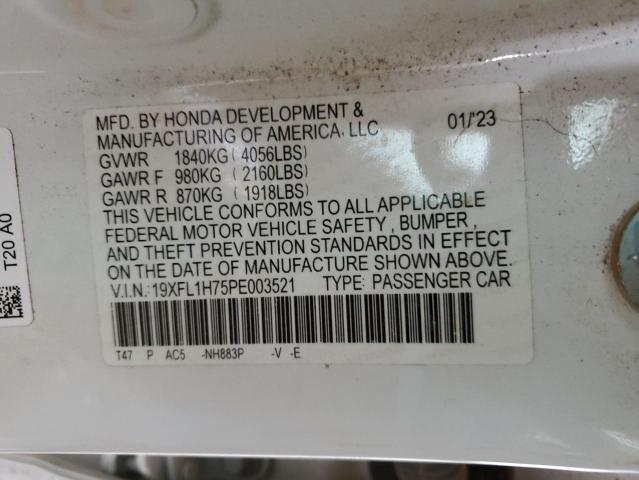 MFD. BY HONDA DEVELOPMENT &
MANUFACTURING OF AMERICA, LLC 01/'23
GVWR 1840KG ( 4056LBS)
GAWR F 980KG ( 2160LBS)
GAWR R 870KG ( 1918LBS)
THIS VEHICLE CONFORMS TO ALL APPLICABLE
FEDERAL MOTOR VEHICLE SAFETY , BUMPER ,
AND THEFT PREVENTION STANDARDS IN EFFECT
ON THE DATE OF MANUFACTURE SHOWN ABOVE.
V.I.N.:19XFL1H75PE003521 TYPE: PASSENGER CAR
T47 P AC5 -NH883P -V -E
T20 A0